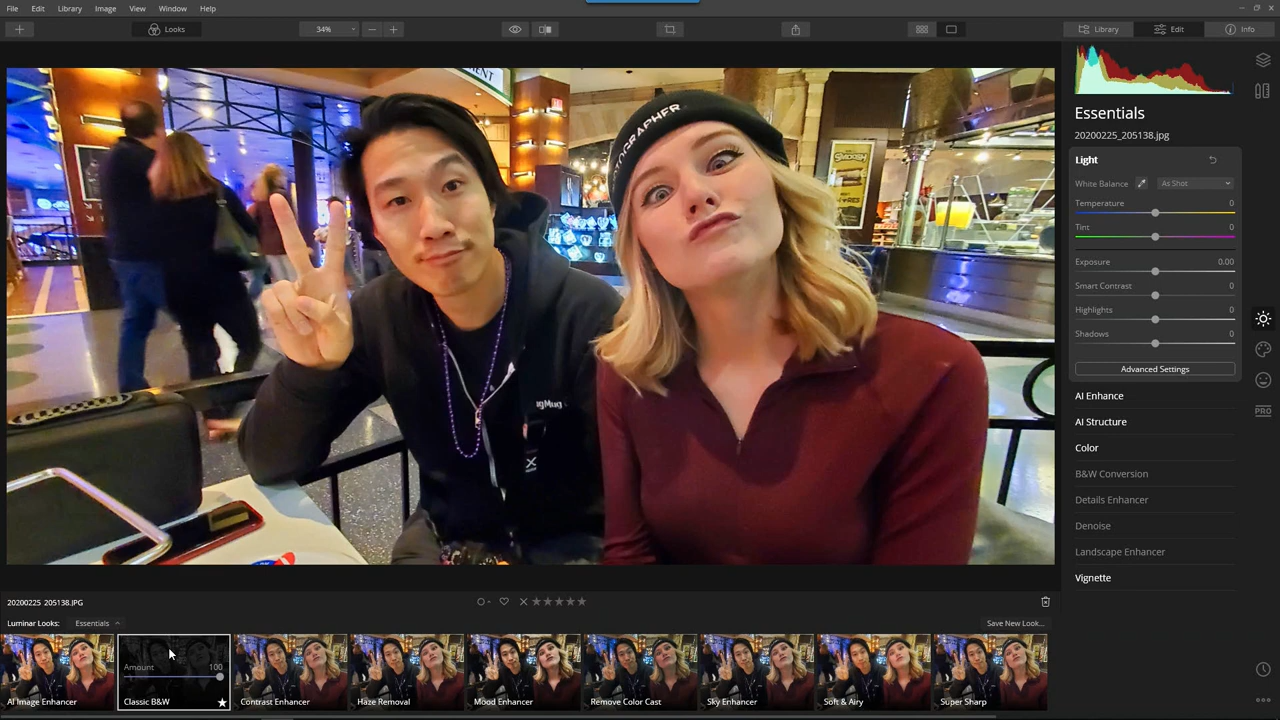 File Edit Library Image View Window Help
Looks
34%
Library
Edit
Info
MENT
OGRAPHER
SMOOSH
ugMug
Essentials
20200225_205138.jpg
Light
White Balance
As Shot
Temperature 0
Tint 0
Exposure 0.00
Smart Contrast 0
Highlights 0
Shadows 0
Advanced Settings
AI Enhance
AI Structure
Color
B&W Conversion
Details Enhancer
Denoise
Landscape Enhancer
Vignette
PRO
20200225_205138.JPG
Luminar Looks: Essentials
Save New Look...
Amount 100
AI Image Enhancer
Classic B&W
Contrast Enhancer
Haze Removal
Mood Enhancer
Remove Color Cast
Sky Enhancer
Soft & Airy
Super Sharp